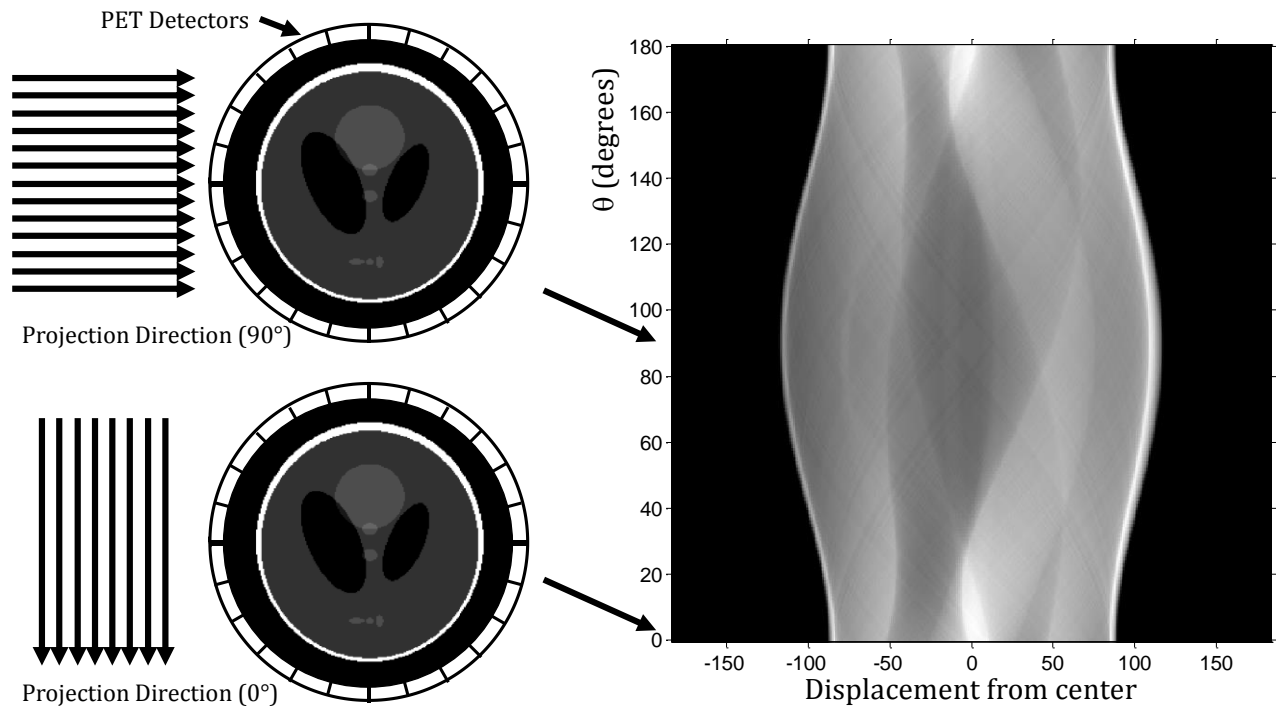 PET Detectors
Projection Direction (90°)
Projection Direction (0°)
θ (degrees)
180
160
140
120
100
80
60
40
20
0
-150 -100 -50 0 50 100 150
Displacement from center